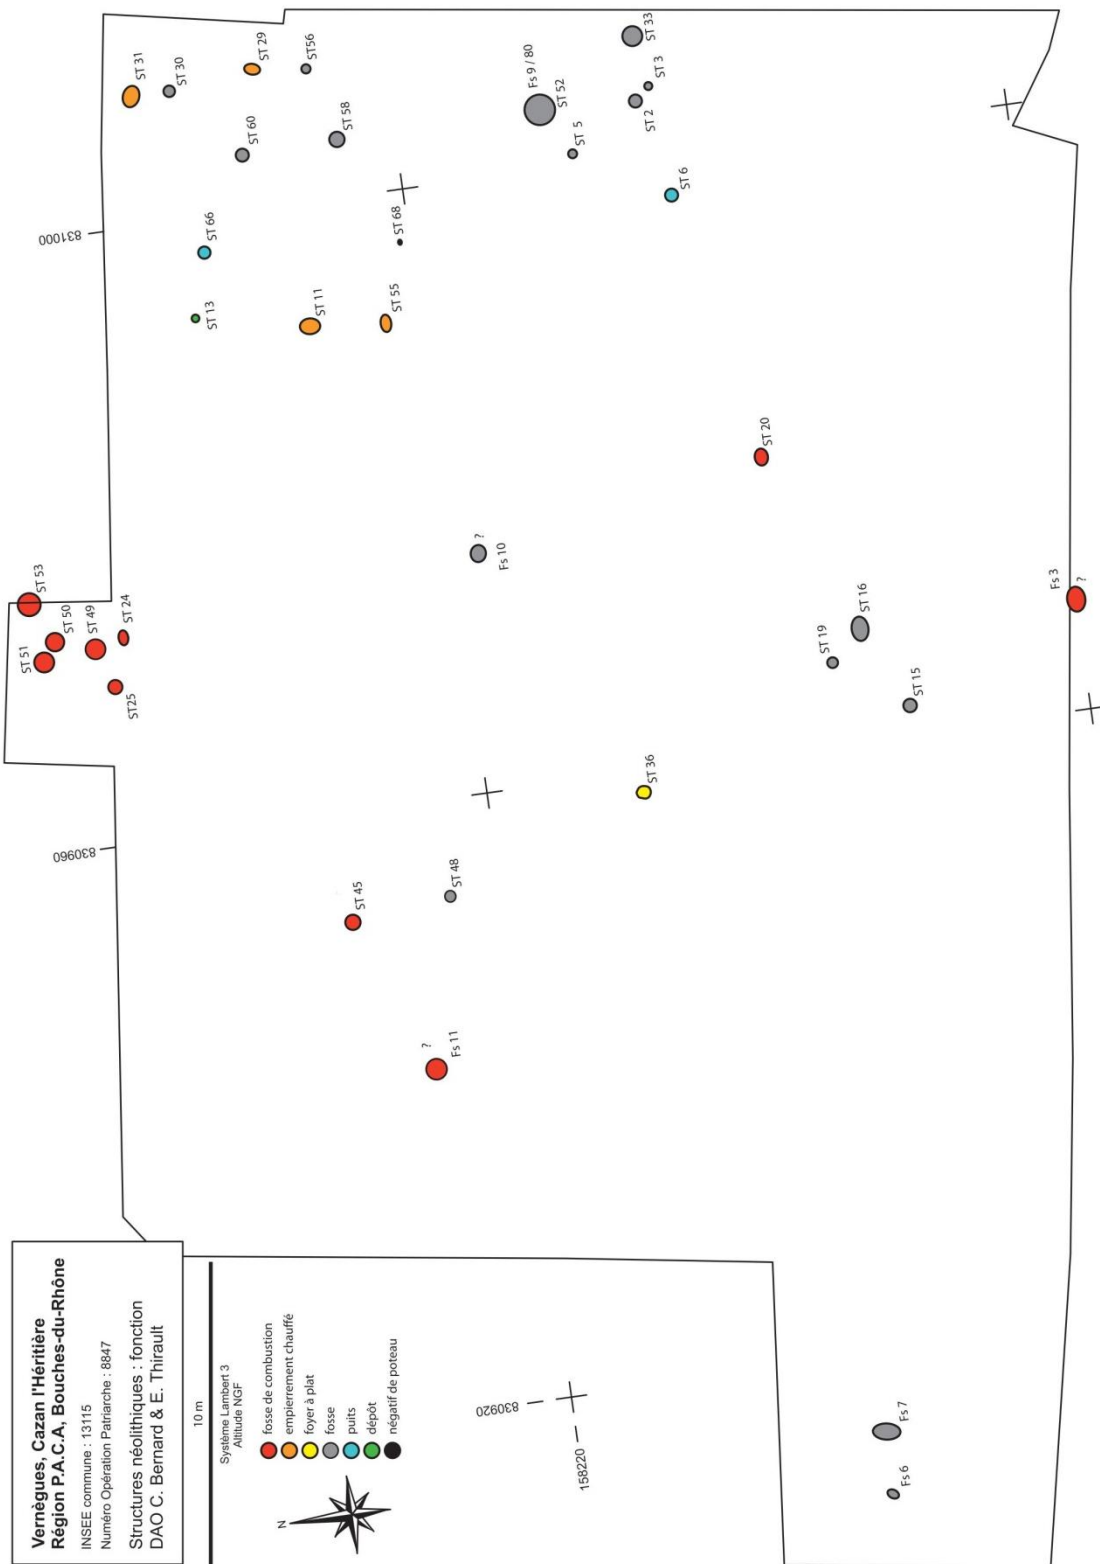 Vernègues, Cazan l'Héritière
Région P.A.C.A, Bouches-du-Rhône
INSEE commune : 13115
Numéro Opération Patriarche : 8847
Structures néolithiques : fonction
DAO C. Bernard & E. Thirault
10 m
Système Lambert 3
Altitude NGF
fosse de combustion
empierrement chauffé
foyer à plat
fosse
puits
dépôt
négatif de poteau
N
830920
158220
830960
831000
Fs 6
Fs 7
Fs 11
?
ST 45
ST 48
ST 36
ST25
ST 24
ST 49
ST 50
ST 51
ST 53
Fs 10
?
ST 15
ST 19
ST 16
Fs 3
?
ST 20
ST 13
ST 11
ST 55
ST 66
ST 68
ST 6
ST 60
ST 58
ST 5
Fs 9 / 80
ST 52
ST 2
ST 3
ST 33
ST 31
ST 30
ST 29
ST56